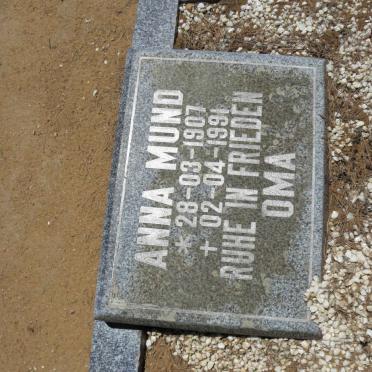 ANNA MUND
* 28-03-1907
+ 02-04-1991
RUHE IN FRIEDEN
OMA